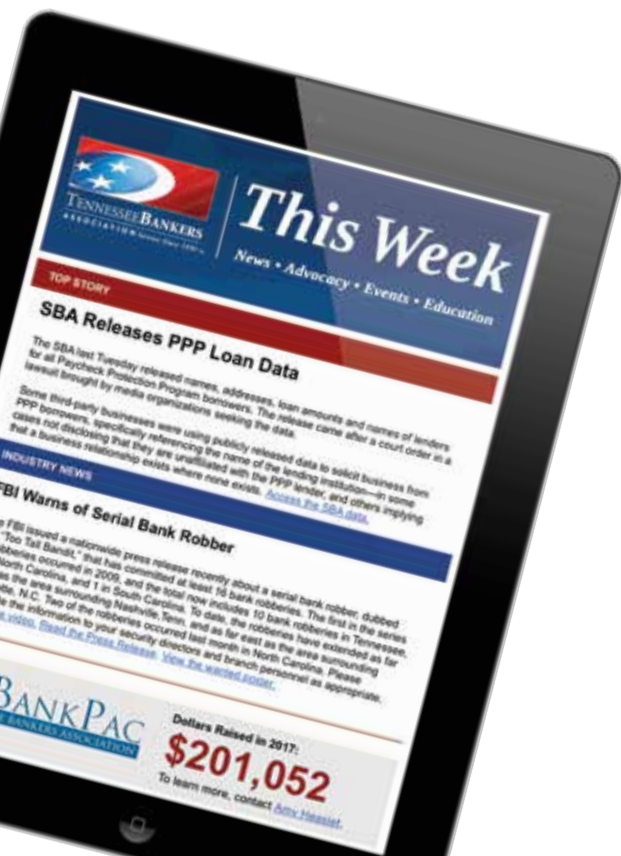 TENNESSEE BANKERS
ASSOCIATION
This Week
News • Advocacy • Events • Education
TOP STORY
SBA Releases PPP Loan Data
The SBA last Tuesday released names, addresses, loan amounts and names of lenders
for all Paycheck Protection Program borrowers. The release came after a court order in a
lawsuit brought by media organizations seeking the data.
Some third-party businesses were using publicly released data to solicit business from
PPP borrowers, specifically referencing the name of the lending institution—in some
cases not disclosing that they are unaffiliated with the PPP lender, and others implying
that a business relationship exists where none exists. Access the SBA data.
INDUSTRY NEWS
FBI Warns of Serial Bank Robber
FBI issued a nationwide press release recently about a serial bank robber, dubbed
"Too Tall Bandit," that has committed at least 16 bank robberies. The first in the series
robberies occurred in 2009, and the total now includes 10 bank robberies in Tennessee,
North Carolina, and 1 in South Carolina. To date, the robberies have extended as far
as the area surrounding Nashville, Tenn. and as far east as the area surrounding
N.C. Two of the robberies occurred last month in North Carolina. Please
the information to your security directors and branch personnel as appropriate.
video. Read the Press Release. View the wanted poster.
BANKPAC
BANKERS ASSOCIATION
Dollars Raised in 2017:
$201,052
To learn more, contact Amy Heaslet.